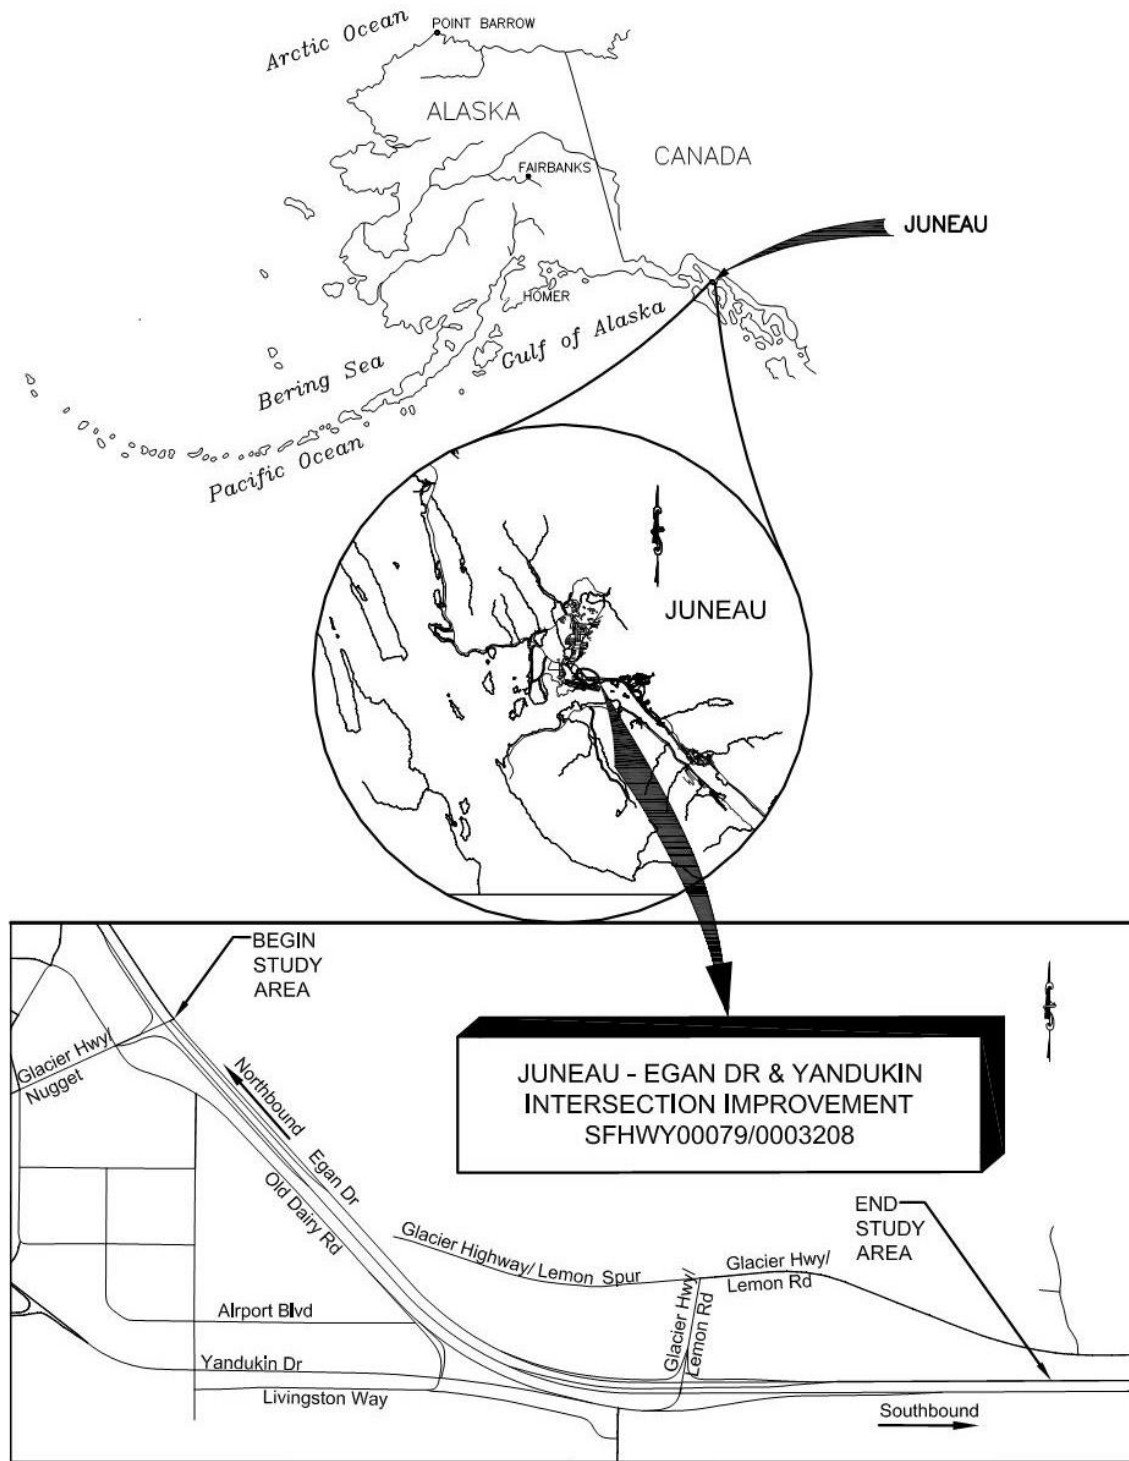 Arctic Ocean
POINT BARROW
ALASKA
CANADA
FAIRBANKS
JUNEAU
HOMER
Gulf of Alaska
Bering Sea
Pacific Ocean
JUNEAU
BEGIN
STUDY
AREA
Glacier Hwy/
Nugget
Northbound
Egan Dr
Old Dairy Rd
JUNEAU - EGAN DR & YANDUKIN
INTERSECTION IMPROVEMENT
SFHWY00079/0003208
END
STUDY
AREA
Glacier Highway/ Lemon Spur
Glacier Hwy/
Lemon Rd
Glacier Hwy/
Lemon Rd
Airport Blvd
Yandukin Dr
Livingston Way
Southbound